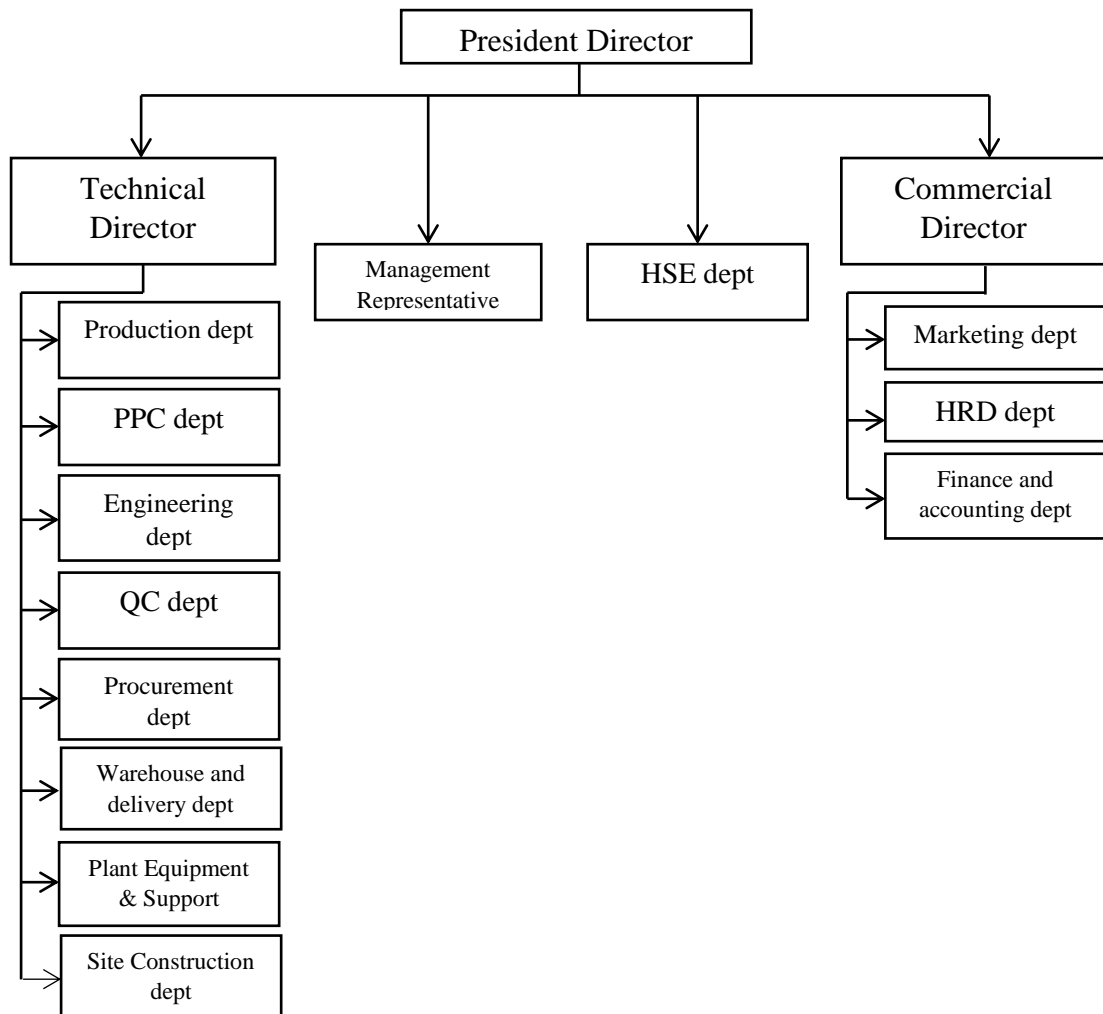 President Director
Technical
Director
Management
Representative
HSE dept
Commercial
Director
Production dept
PPC dept
Engineering
dept
QC dept
Procurement
dept
Warehouse and
delivery dept
Plant Equipment
& Support
Site Construction
dept
Marketing dept
HRD dept
Finance and
accounting dept